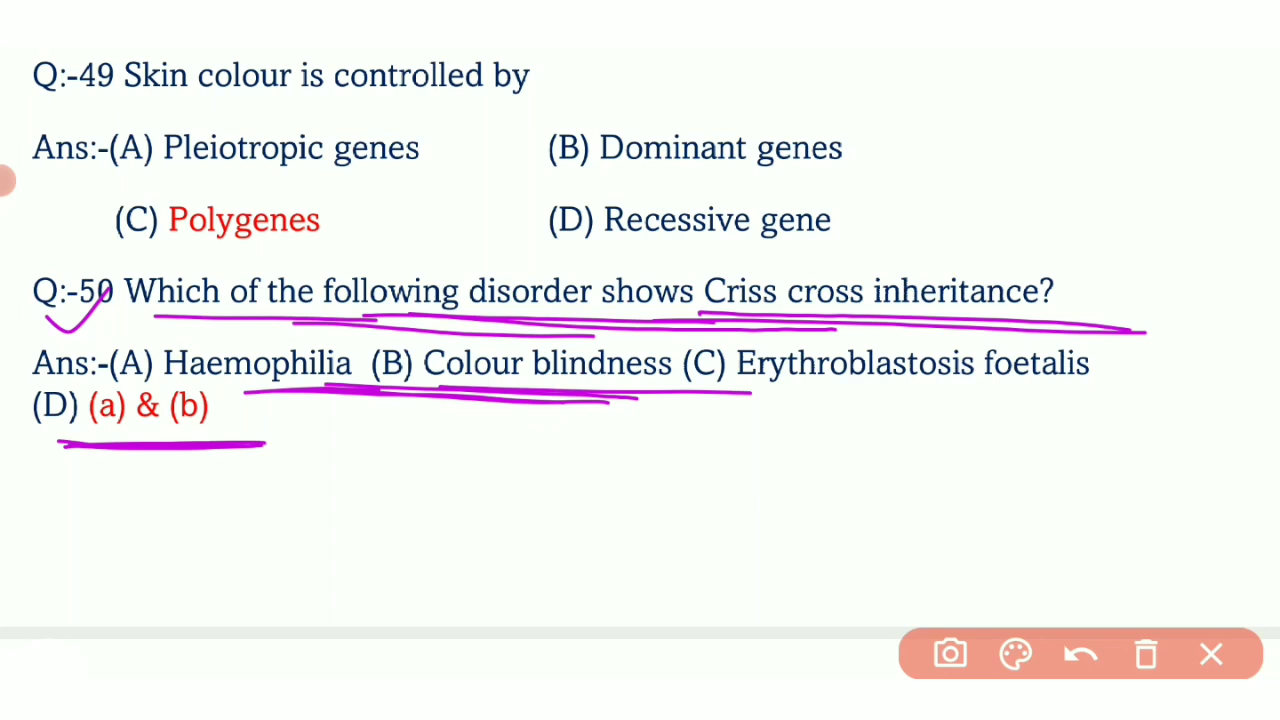 Q:-49 Skin colour is controlled by
Ans:-(A) Pleiotropic genes (B) Dominant genes
(C) Polygenes (D) Recessive gene
Q:-50 Which of the following disorder shows Criss cross inheritance?
Ans:-(A) Haemophilia (B) Colour blindness (C) Erythroblastosis foetalis
(D) (a) & (b)